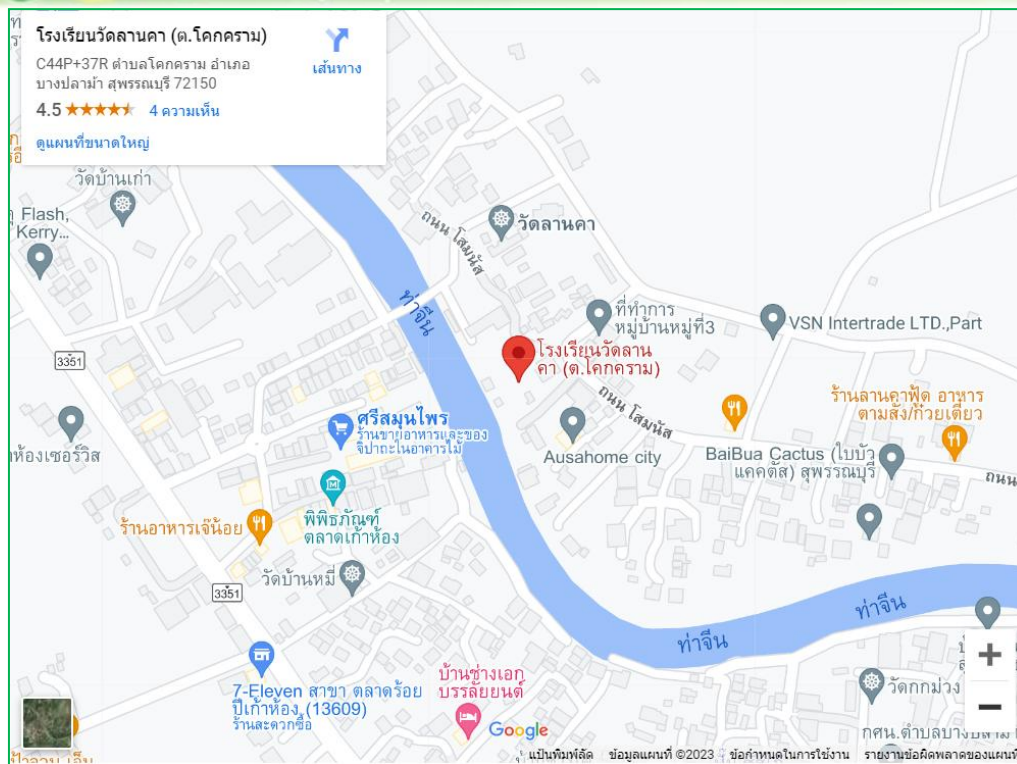 โรงเรียนวัดลานคา (ต.โคกคราม)
C44P+37R ตำบลโคกคราม อำเภอ
บางปลาม้า สุพรรณบุรี 72150
4.5
4 ความเห็น
ดูแผนที่ขนาดใหญ่
เส้นทาง
วัดบ้านเก่า
Flash,
Kerry...
ถนน โสมนัส
วัดลานคา
ท่าจีน
ที่ทำการ
หมู่บ้านหมู่ที่3
VSN Intertrade LTD.,Part
3351
โรงเรียนวัดลาน
คา (ต.โคกคราม)
ถนน โสมนัส
ร้านลานคาฟู้ด อาหาร
ตามสั่ง/ก๋วยเตี๋ยว
ศรีสมุนไพร
ร้านขายอาหารและของ
จิปาถะในอาคารไม้
ห้องเซอร์วิส
Ausahome city
BaiBua Cactus (ใบบัว
แคคตัส) สุพรรณบุรี
ถนน
ร้านอาหารเจ๊น้อย
พิพิธภัณฑ์
ตลาดเก้าห้อง
วัดบ้านหมี่
3351
ท่าจีน
ท่าจีน
7-Eleven สาขา ตลาดร้อย
ปีเก้าห้อง (13609)
ร้านสะดวกซื้อ
บ้านช่างเอก
บรรลัยยนต์
วัดกกม่วง
+
−
Google
กศน.ตำบลบางปลาม้า
แป้นพิมพ์ลัด
ข้อมูลแผนที่ ©2023
ข้อกำหนดในการใช้งาน
รายงานข้อผิดพลาดของแผนที่